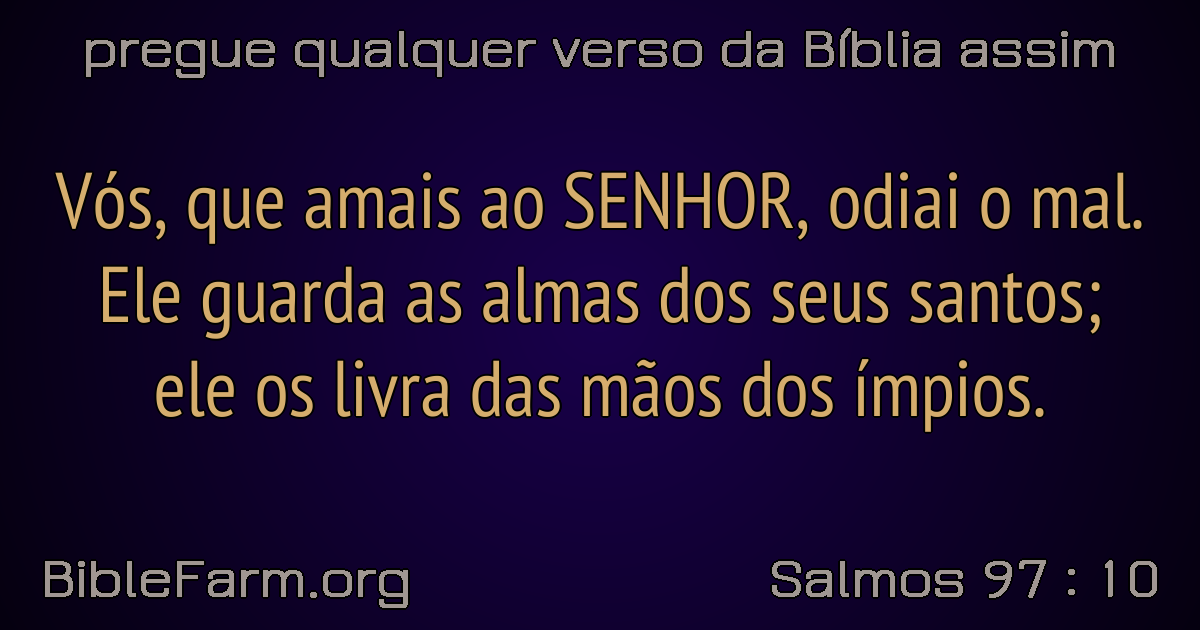 pregue qualquer verso da Bíblia assim
Vós, que amais ao SENHOR, odiai o mal.
Ele guarda as almas dos seus santos;
ele os livra das mãos dos ímpios.
BibleFarm.org
Salmos 97 : 10